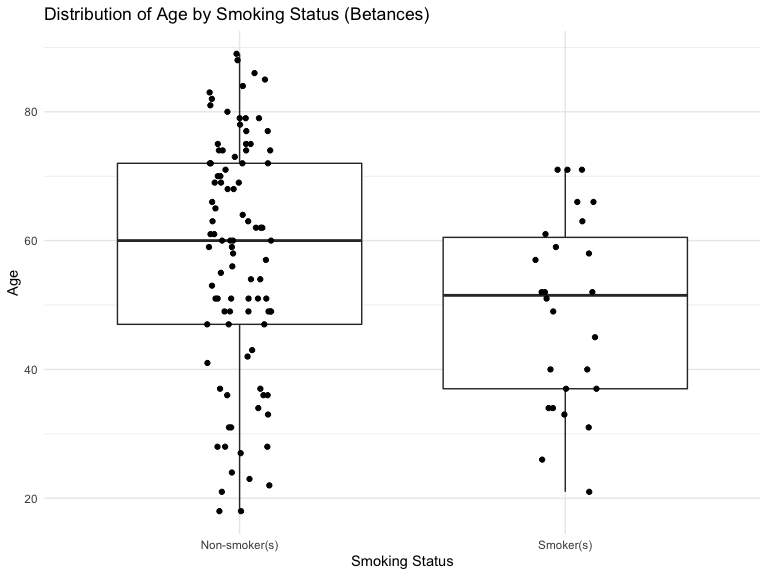 Distribution of Age by Smoking Status (Betances)
80
60
40
20
Age
Non-smoker(s)
Smoker(s)
Smoking Status